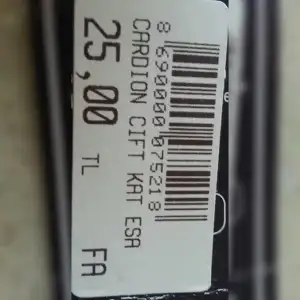 8 690000 075218
CARDION CIFT KAT ESA
25,00 TL FA